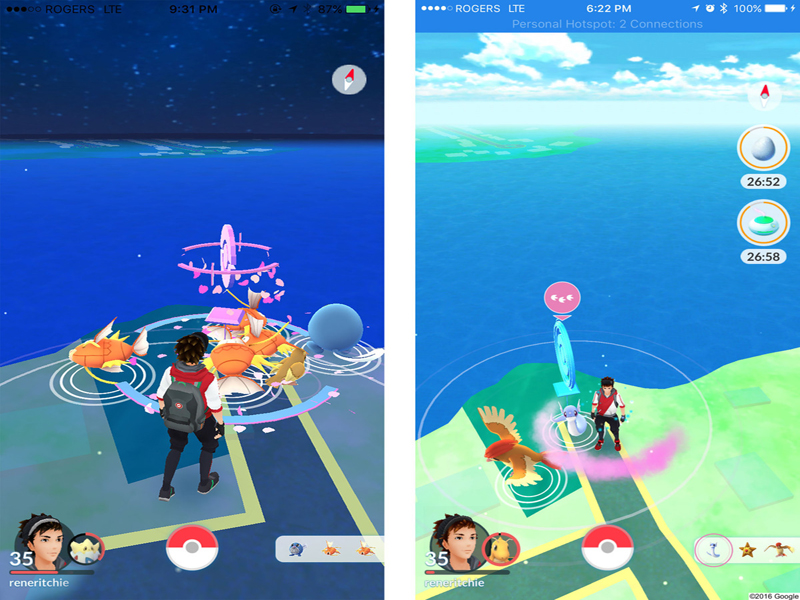 ROGERS LTE 9:31 PM 87%
35
reneritchie
ROGERS LTE 6:22 PM 100%
Personal Hotspot: 2 Connections
26:52
26:58
35
reneritchie
©2016 Google